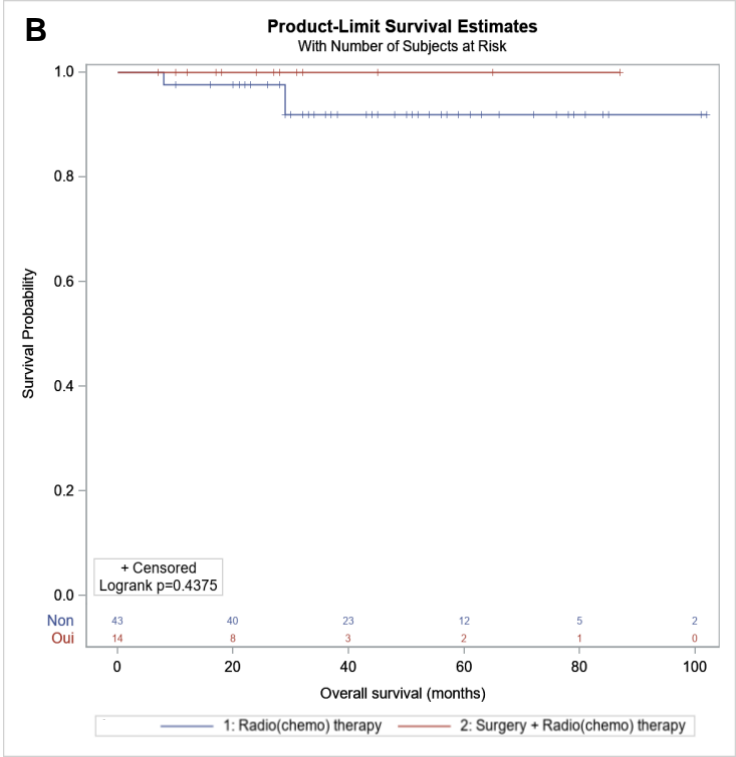 B
Product-Limit Survival Estimates
With Number of Subjects at Risk
1.0
0.8
0.6
0.4
0.2
0.0
Survival Probability
+ Censored
Logrank p=0.4375
Non 43 40 23 12 5 2
Oui 14 8 3 2 1 0
0 20 40 60 80 100
Overall survival (months)
1: Radio(chemo) therapy 2: Surgery + Radio(chemo) therapy